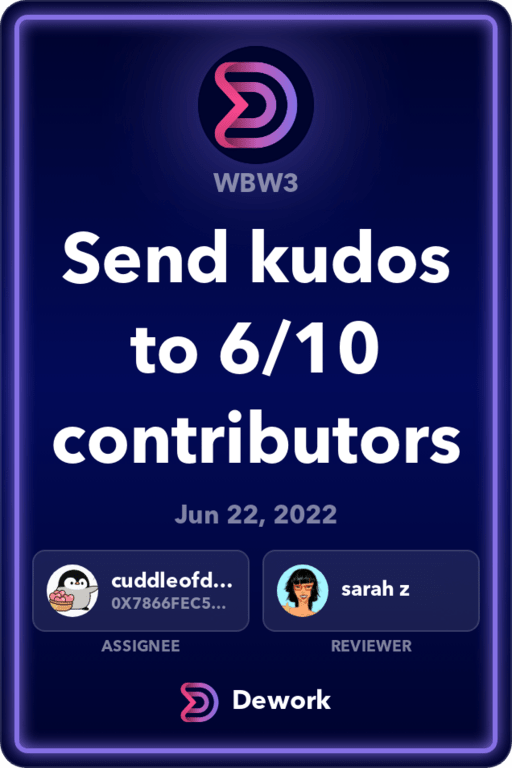 WBW3
Send kudos
to 6/10
contributors
Jun 22, 2022
cuddleofd...
0X7866FEC5...
sarah z
ASSIGNEE
REVIEWER
Dework